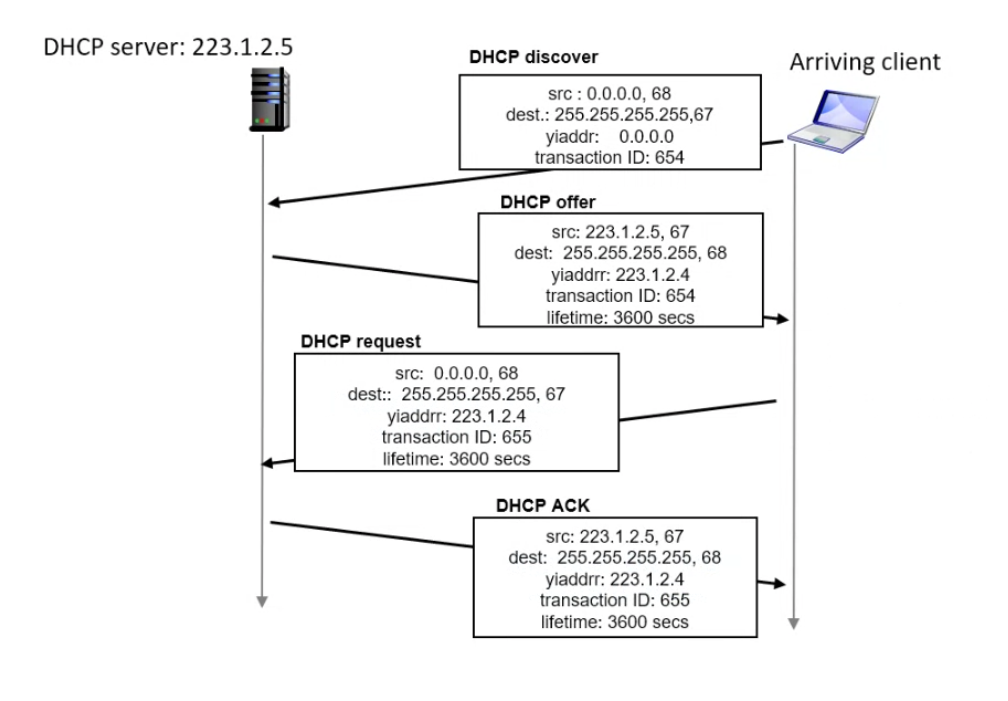 DHCP server: 223.1.2.5
DHCP discover
Arriving client
src : 0.0.0.0, 68
dest.: 255.255.255.255,67
yiaddr: 0.0.0.0
transaction ID: 654
DHCP offer
src: 223.1.2.5, 67
dest: 255.255.255.255, 68
yiaddrr: 223.1.2.4
transaction ID: 654
lifetime: 3600 secs
DHCP request
src: 0.0.0.0, 68
dest:: 255.255.255.255, 67
yiaddrr: 223.1.2.4
transaction ID: 655
lifetime: 3600 secs
DHCP ACK
src: 223.1.2.5, 67
dest: 255.255.255.255, 68
yiaddrr: 223.1.2.4
transaction ID: 655
lifetime: 3600 secs